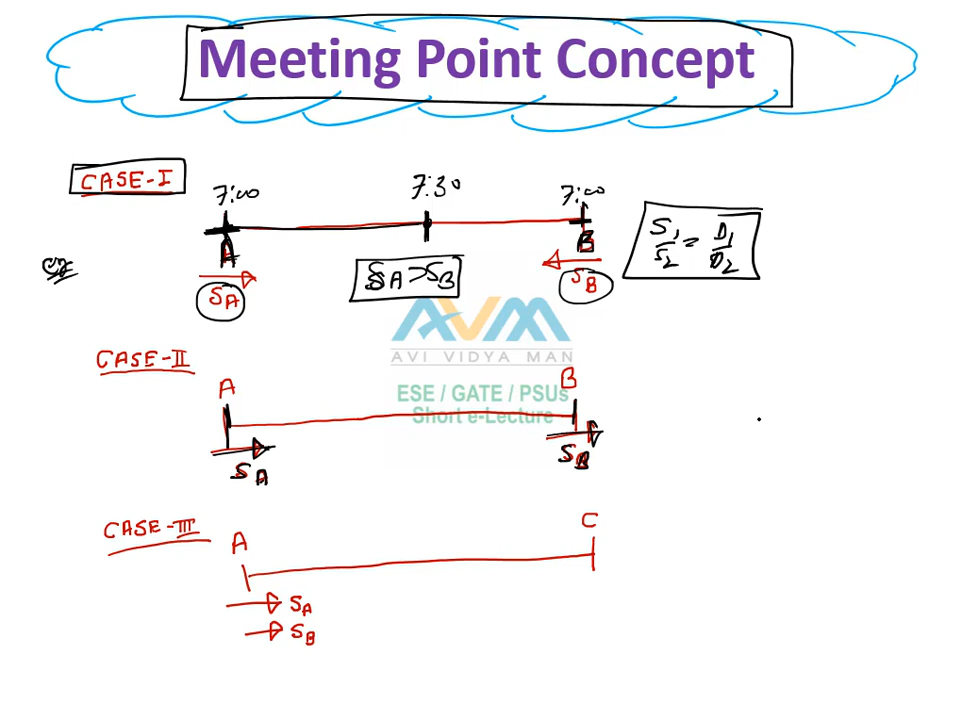 Meeting Point Concept
CASE-I
7:00 7:30 7:00
A B
S1/S2 = D1/D2
SA>SB
SA SB
AVM
AVI VIDYA MAN
CASE-II
A B
ESE / GATE / PSUs
Short e-Lecture
SA SB
CASE-III
A C
SA
SB